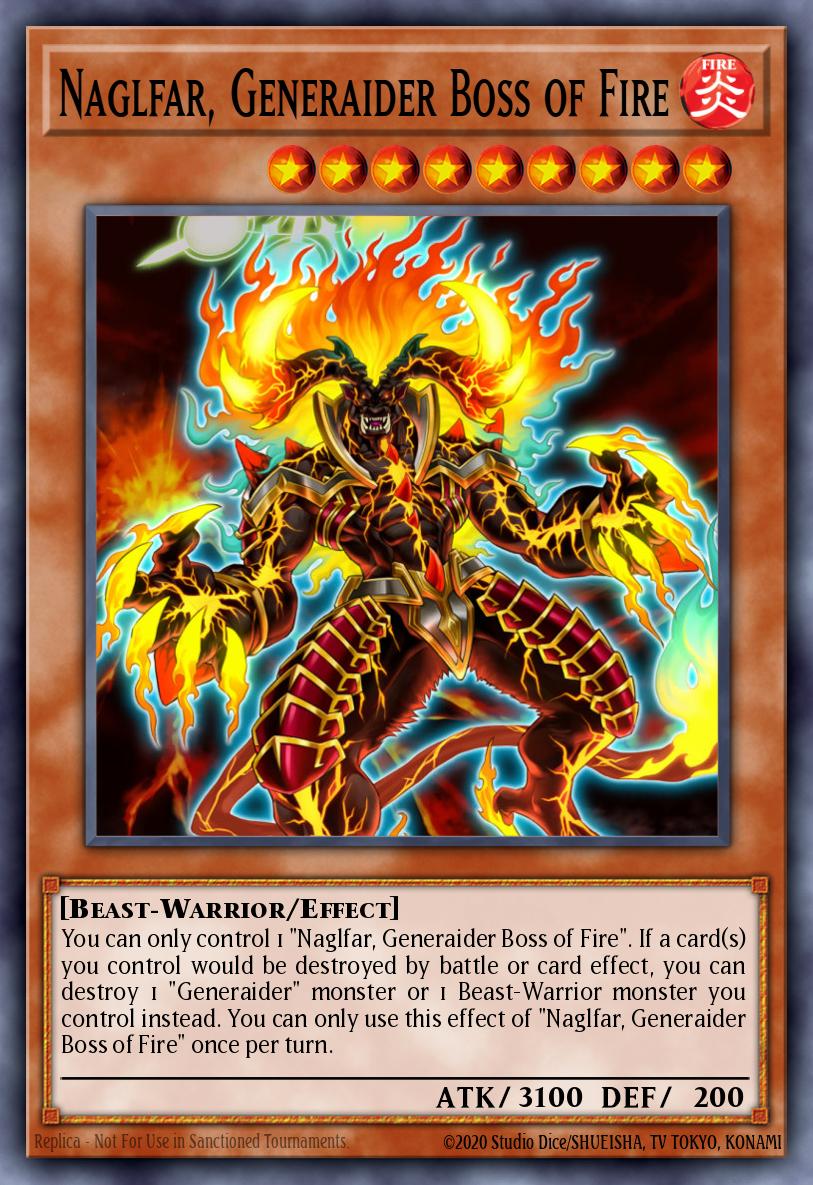 Naglfar, Generaider Boss of Fire
FIRE
炎
[Beast-Warrior/Effect]
You can only control 1 "Naglfar, Generaider Boss of Fire". If a card(s)
you control would be destroyed by battle or card effect, you can
destroy 1 "Generaider" monster or 1 Beast-Warrior monster you
control instead. You can only use this effect of "Naglfar, Generaider
Boss of Fire" once per turn.
ATK/ 3100 DEF/ 200
Replica - Not For Use in Sanctioned Tournaments.
©2020 Studio Dice/SHUEISHA, TV TOKYO, KONAMI